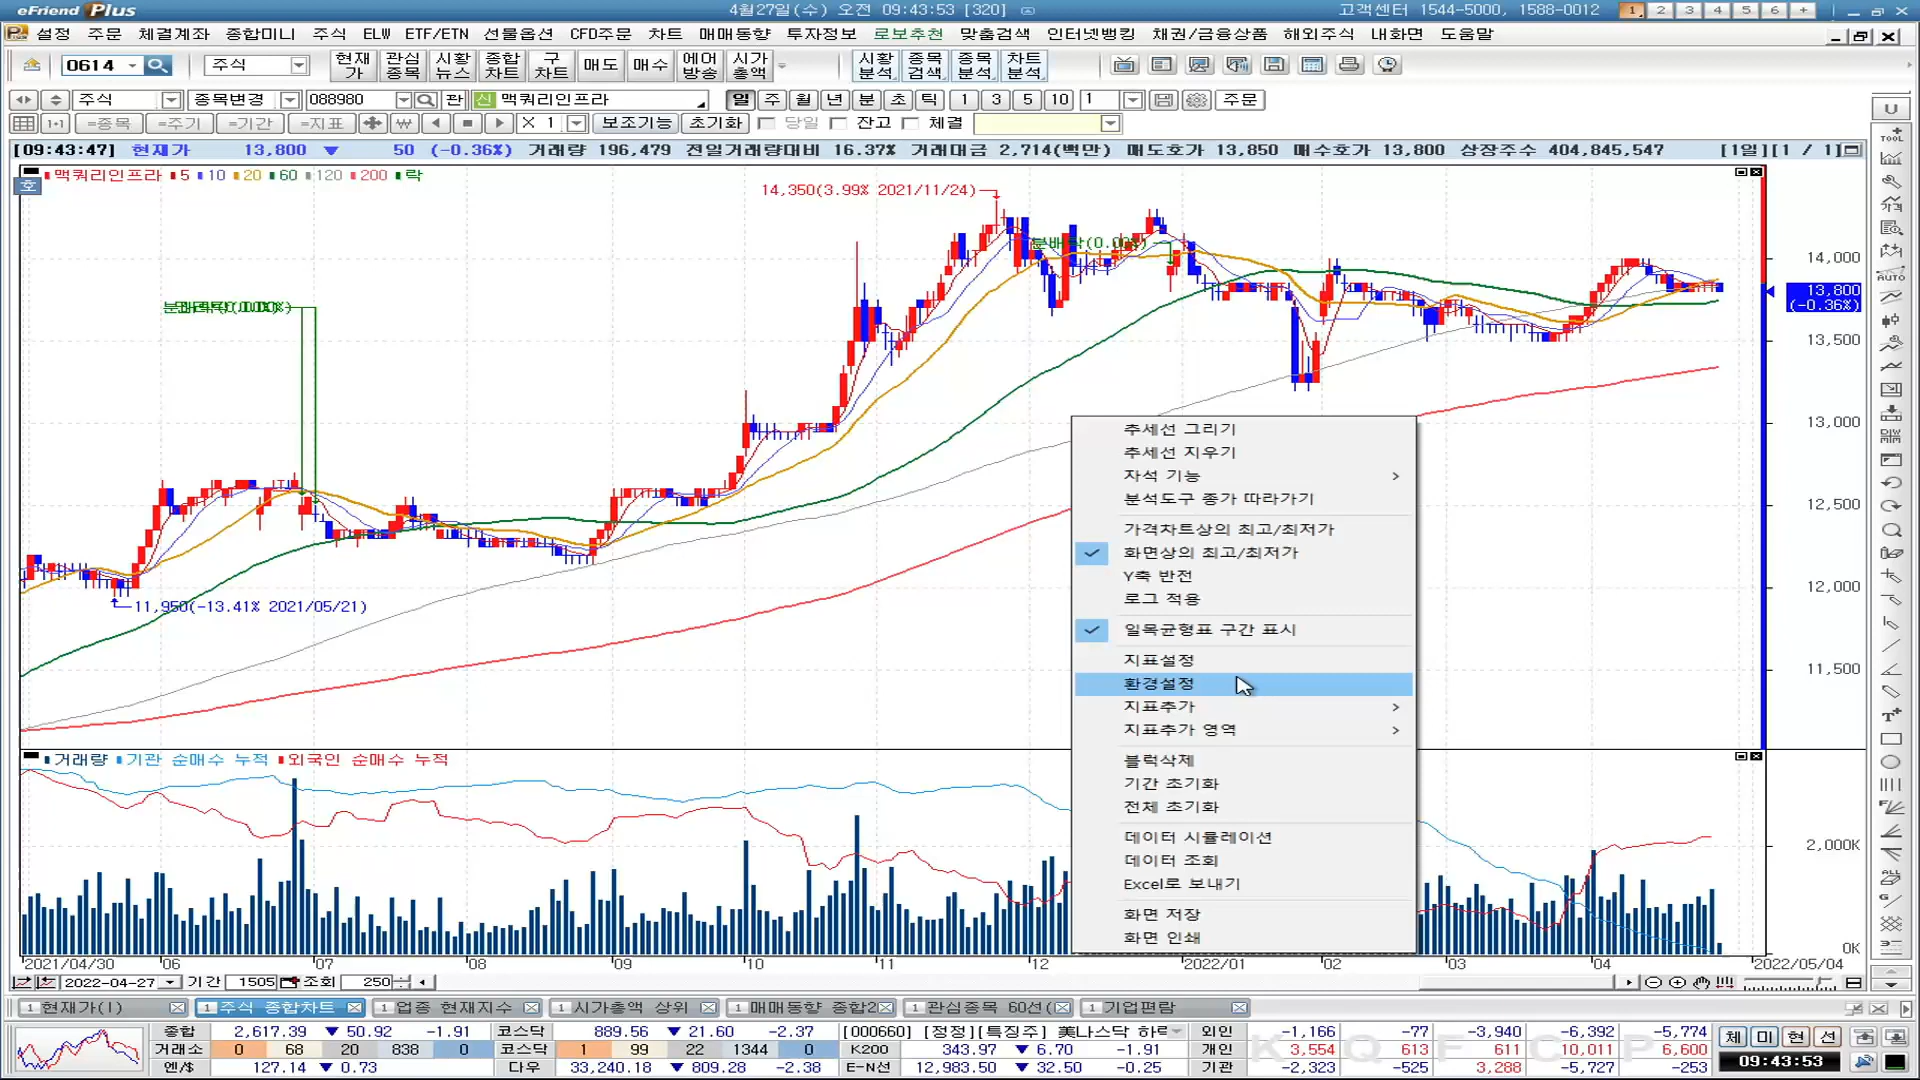 eFriend Plus 4월27일(수) 오전 09:43:53 [320] 고객센터 1544-5000, 1588-0012 1 2 3 4 5 6 +
설정 주문 체결계좌 종합미니 주식 ELW ETF/ETN 선물옵션 CFD주문 차트 매매동향 투자정보 로보추천 맞춤검색 인터넷뱅킹 채권/금융상품 해외주식 내화면 도움말
0614 주식 현재가 관심종목 시황뉴스 종합차트 구차트 매도 매수 에어방송 시가총액 시황분석 종목검색 종목분석 차트분석
주식 종목변경 088980 관 신 맥쿼리인프라 일 주 월 년 분 초 틱 1 3 5 10 1 주문
=종목 =주기 =기간 =지표 X 1 보조기능 초기화 당일 잔고 체결
[09:43:47] 현재가 13,800 ▼ 50 (-0.36%) 거래량 196,479 전일거래량대비 16.37% 거래대금 2,714(백만) 매도호가 13,850 매수호가 13,800 상장주수 404,845,547 [1일][1 / 1]
맥쿼리인프라 5 10 20 60 120 200 락
호
14,350(3.99% 2021/11/24)
14,000
13,800
(-0.36%)
13,500
13,000
12,500
12,000
11,500
11,950(-13.41% 2021/05/21)
추세선 그리기
추세선 지우기
자석 기능
분석도구 종가 따라가기
가격차트상의 최고/최저가
화면상의 최고/최저가
Y축 반전
로그 적용
일목균형표 구간 표시
지표설정
환경설정
지표추가
지표추가 영역
블럭삭제
기간 초기화
전체 초기화
데이터 시뮬레이션
데이터 조회
Excel로 보내기
화면 저장
화면 인쇄
거래량 기관 순매수 누적 외국인 순매수 누적
2,000K
0K
2021/04/30 06 07 08 09 10 11 12 2022/01 02 03 04 2022/05/04
2022-04-27 기간 1505 조회 250
1 현재가(I) 1 주식 종합차트 1 업종 현재지수 1 시가총액 상위 1 매매동향 종합2 1 관심종목 60선( 1 기업편람
종합 2,617.39 ▼ 50.92 -1.91 코스닥 889.56 ▼ 21.60 -2.37 [000660] [정정][특징주] 美나스닥 하락 외인 -1,166 -77 -3,940 -6,392 -5,774 체 미 현 선
거래소 0 68 20 838 0 코스닥 1 99 22 1344 0 K200 343.97 ▼ 6.70 -1.91 개인 3,554 613 611 10,011 6,600
엔/$ 127.14 ▼ 0.73 다우 33,240.18 ▼ 809.28 -2.38 E-N선 12,983.50 ▼ 32.50 -0.25 기관 -2,323 -525 3,288 -5,727 -253 09:43:53